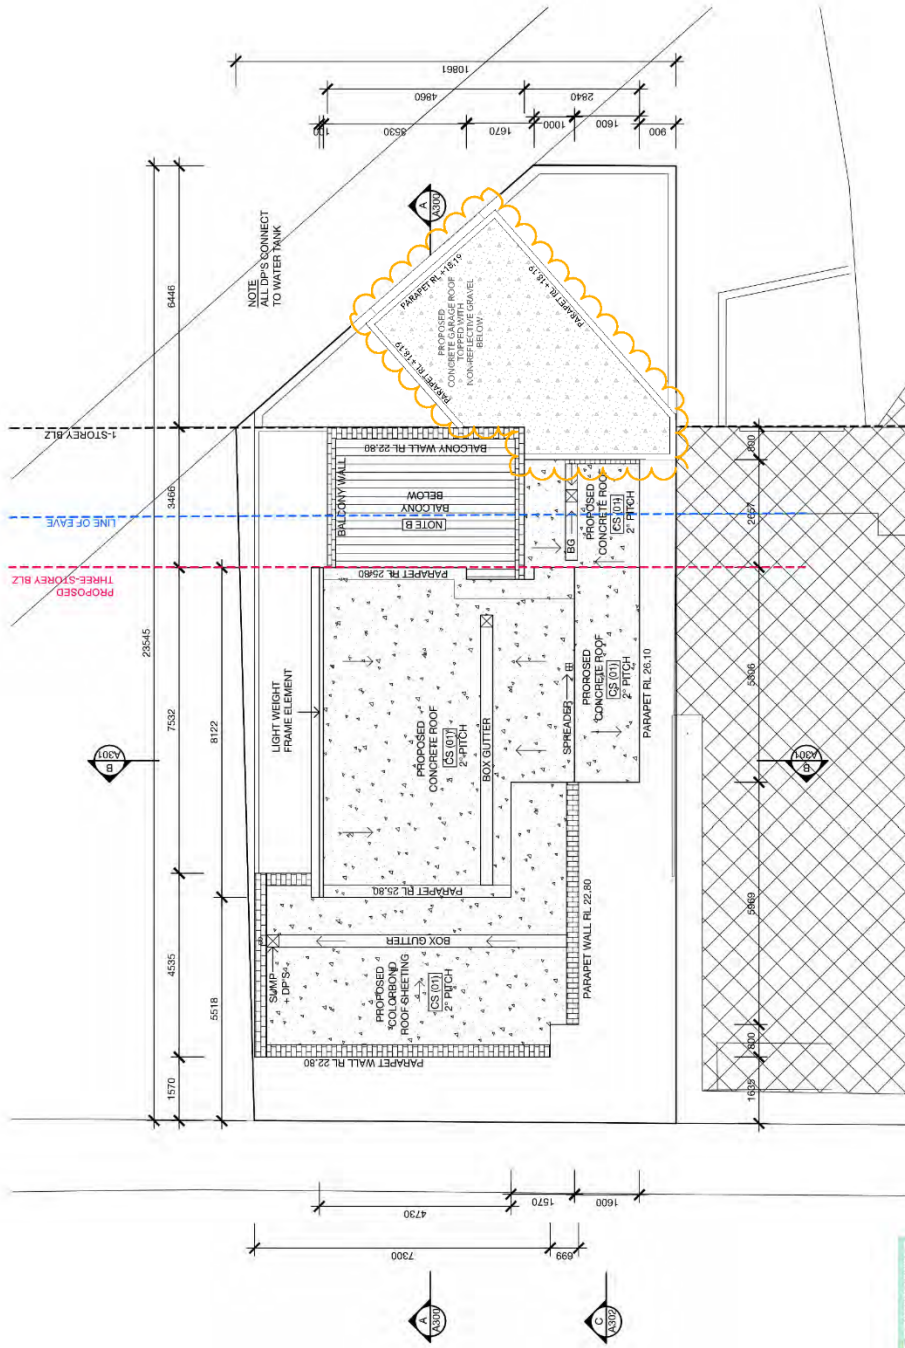 10861
4860
2840
100
3530
1670
1000
1600
900
A
A300
NOTE
ALL DP'S CONNECT
TO WATER TANK
6446
PARAPET RL +18.19
PROPOSED
CONCRETE GARAGE ROOF
TOPPED WITH
NON-REFLECTIVE GRAVEL
BELOW
PARAPET RL +18.19
PARAPET RL +18.19
1-STOREY BLZ
BALCONY WALL RL 22.80
BALCONY WALL
BALCONY
BELOW
NOTE B
800
3466
2657
LINE OF EAVE
BG
PROPOSED
CONCRETE ROOF
CS (01)
2° PITCH
PROPOSED
THREE-STOREY BLZ
PARAPET RL 25.80
23545
7532
8122
LIGHT WEIGHT
FRAME ELEMENT
PROPOSED
CONCRETE ROOF
CS (01)
2° PITCH
BOX GUTTER
SPREADER
PROPOSED
CONCRETE ROOF
CS (01)
2° PITCH
PARAPET RL 26.10
B
A301
B
A301
PARAPET RL 25.80
5969
PARAPET WALL RL 22.80
BOX GUTTER
SUMP
+ DP'S
PROPOSED
COLORBOND
ROOF SHEETING
CS (01)
2° PITCH
4535
5518
PARAPET WALL RL 22.80
800
1570
1635
4730
1570
1600
7300
699
A
A300
C
A302